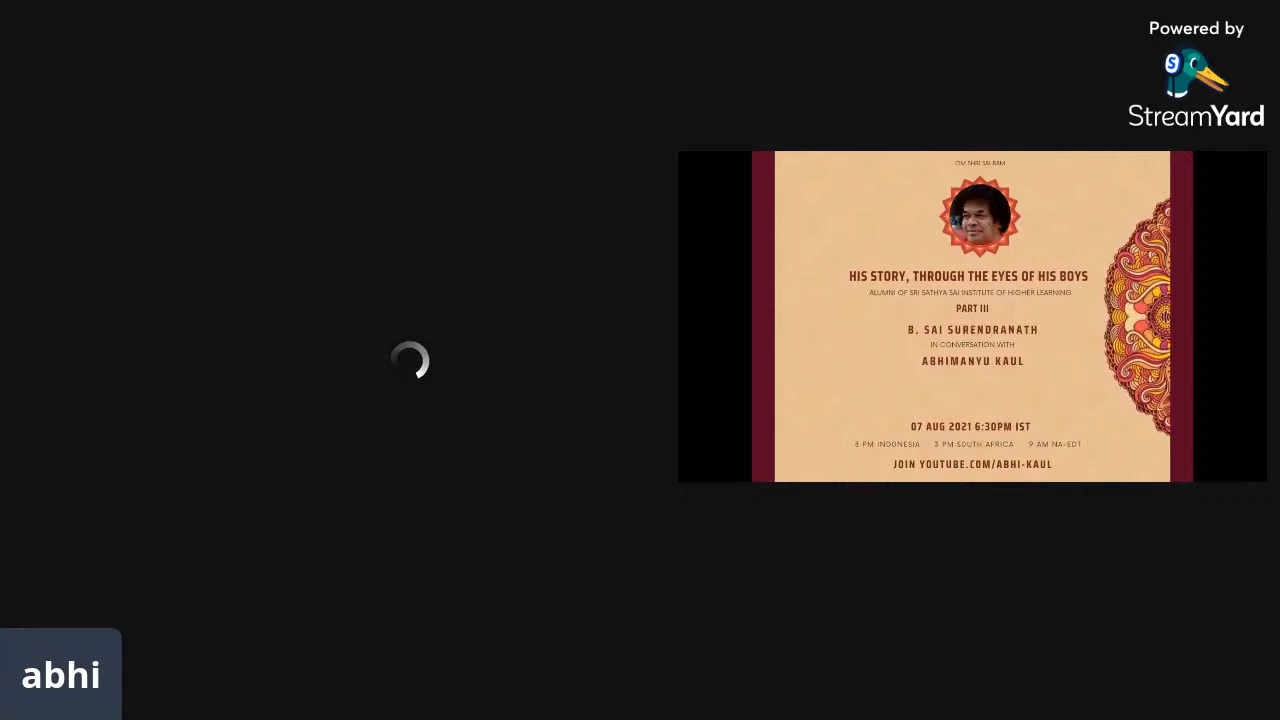 Powered by
S
StreamYard
OM SHRI SAI RAM
HIS STORY, THROUGH THE EYES OF HIS BOYS
ALUMNI OF SRI SATHYA SAI INSTITUTE OF HIGHER LEARNING
PART III
B. SAI SURENDRANATH
IN CONVERSATION WITH
ABHIMANYU KAUL
07 AUG 2021 6:30PM IST
8 PM INDONESIA 3 PM SOUTH AFRICA 9 AM NA-EDT
JOIN YOUTUBE.COM/ABHI-KAUL
abhi